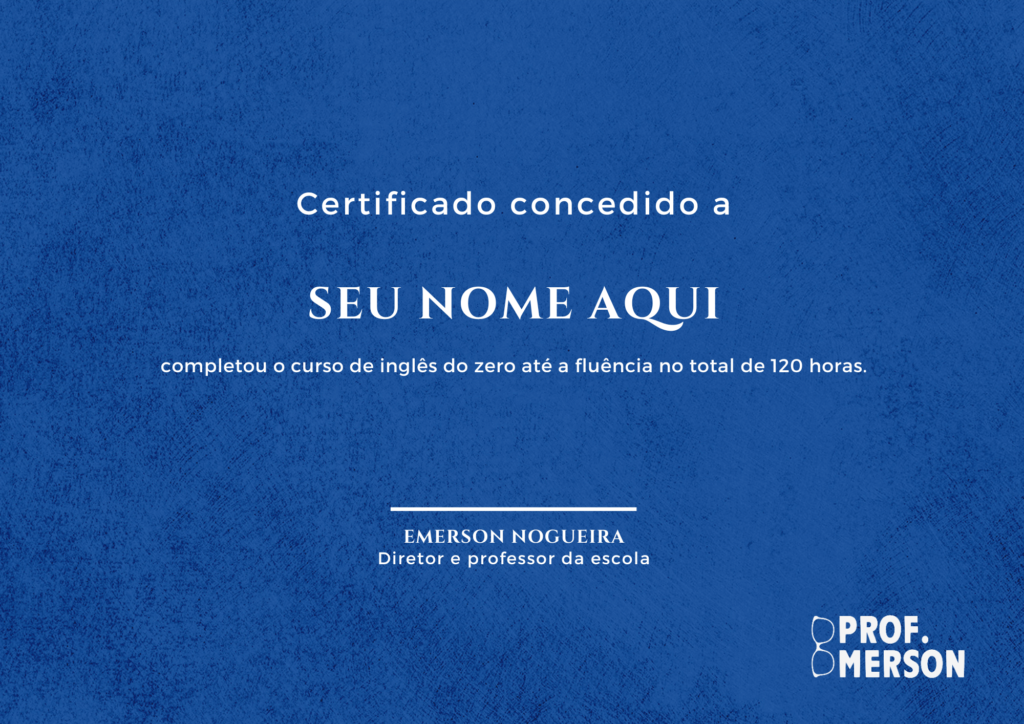 Certificado concedido a
SEU NOME AQUI
completou o curso de inglês do zero até a fluência no total de 120 horas.
EMERSON NOGUEIRA
Diretor e professor da escola
PROF.
MERSON